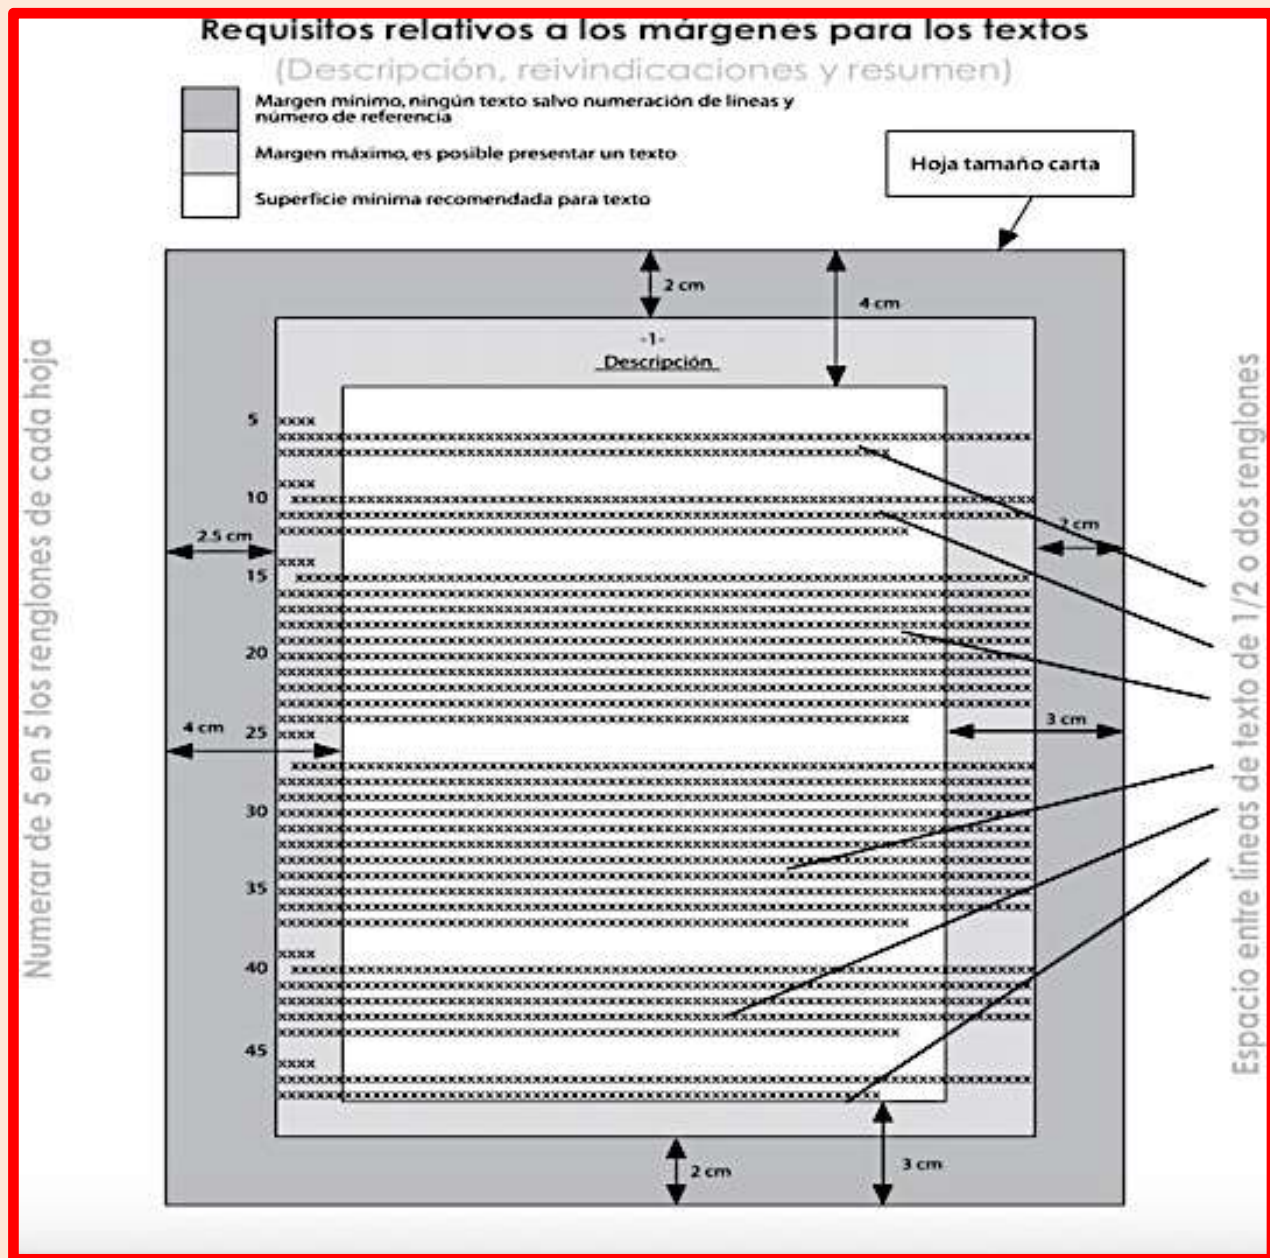 Requisitos relativos a los márgenes para los textos
(Descripción, reivindicaciones y resumen)
Margen mínimo, ningún texto salvo numeración de líneas y
número de referencia
Margen máximo, es posible presentar un texto
Superficie mínima recomendada para texto
Hoja tamaño carta
2 cm
4 cm
-1-
Descripción
5
10
2.5 cm
2 cm
15
20
4 cm
25
3 cm
30
35
40
45
2 cm
3 cm
Numerar de 5 en 5 los renglones de cada hoja
Espacio entre líneas de texto de 1/2 o dos renglones